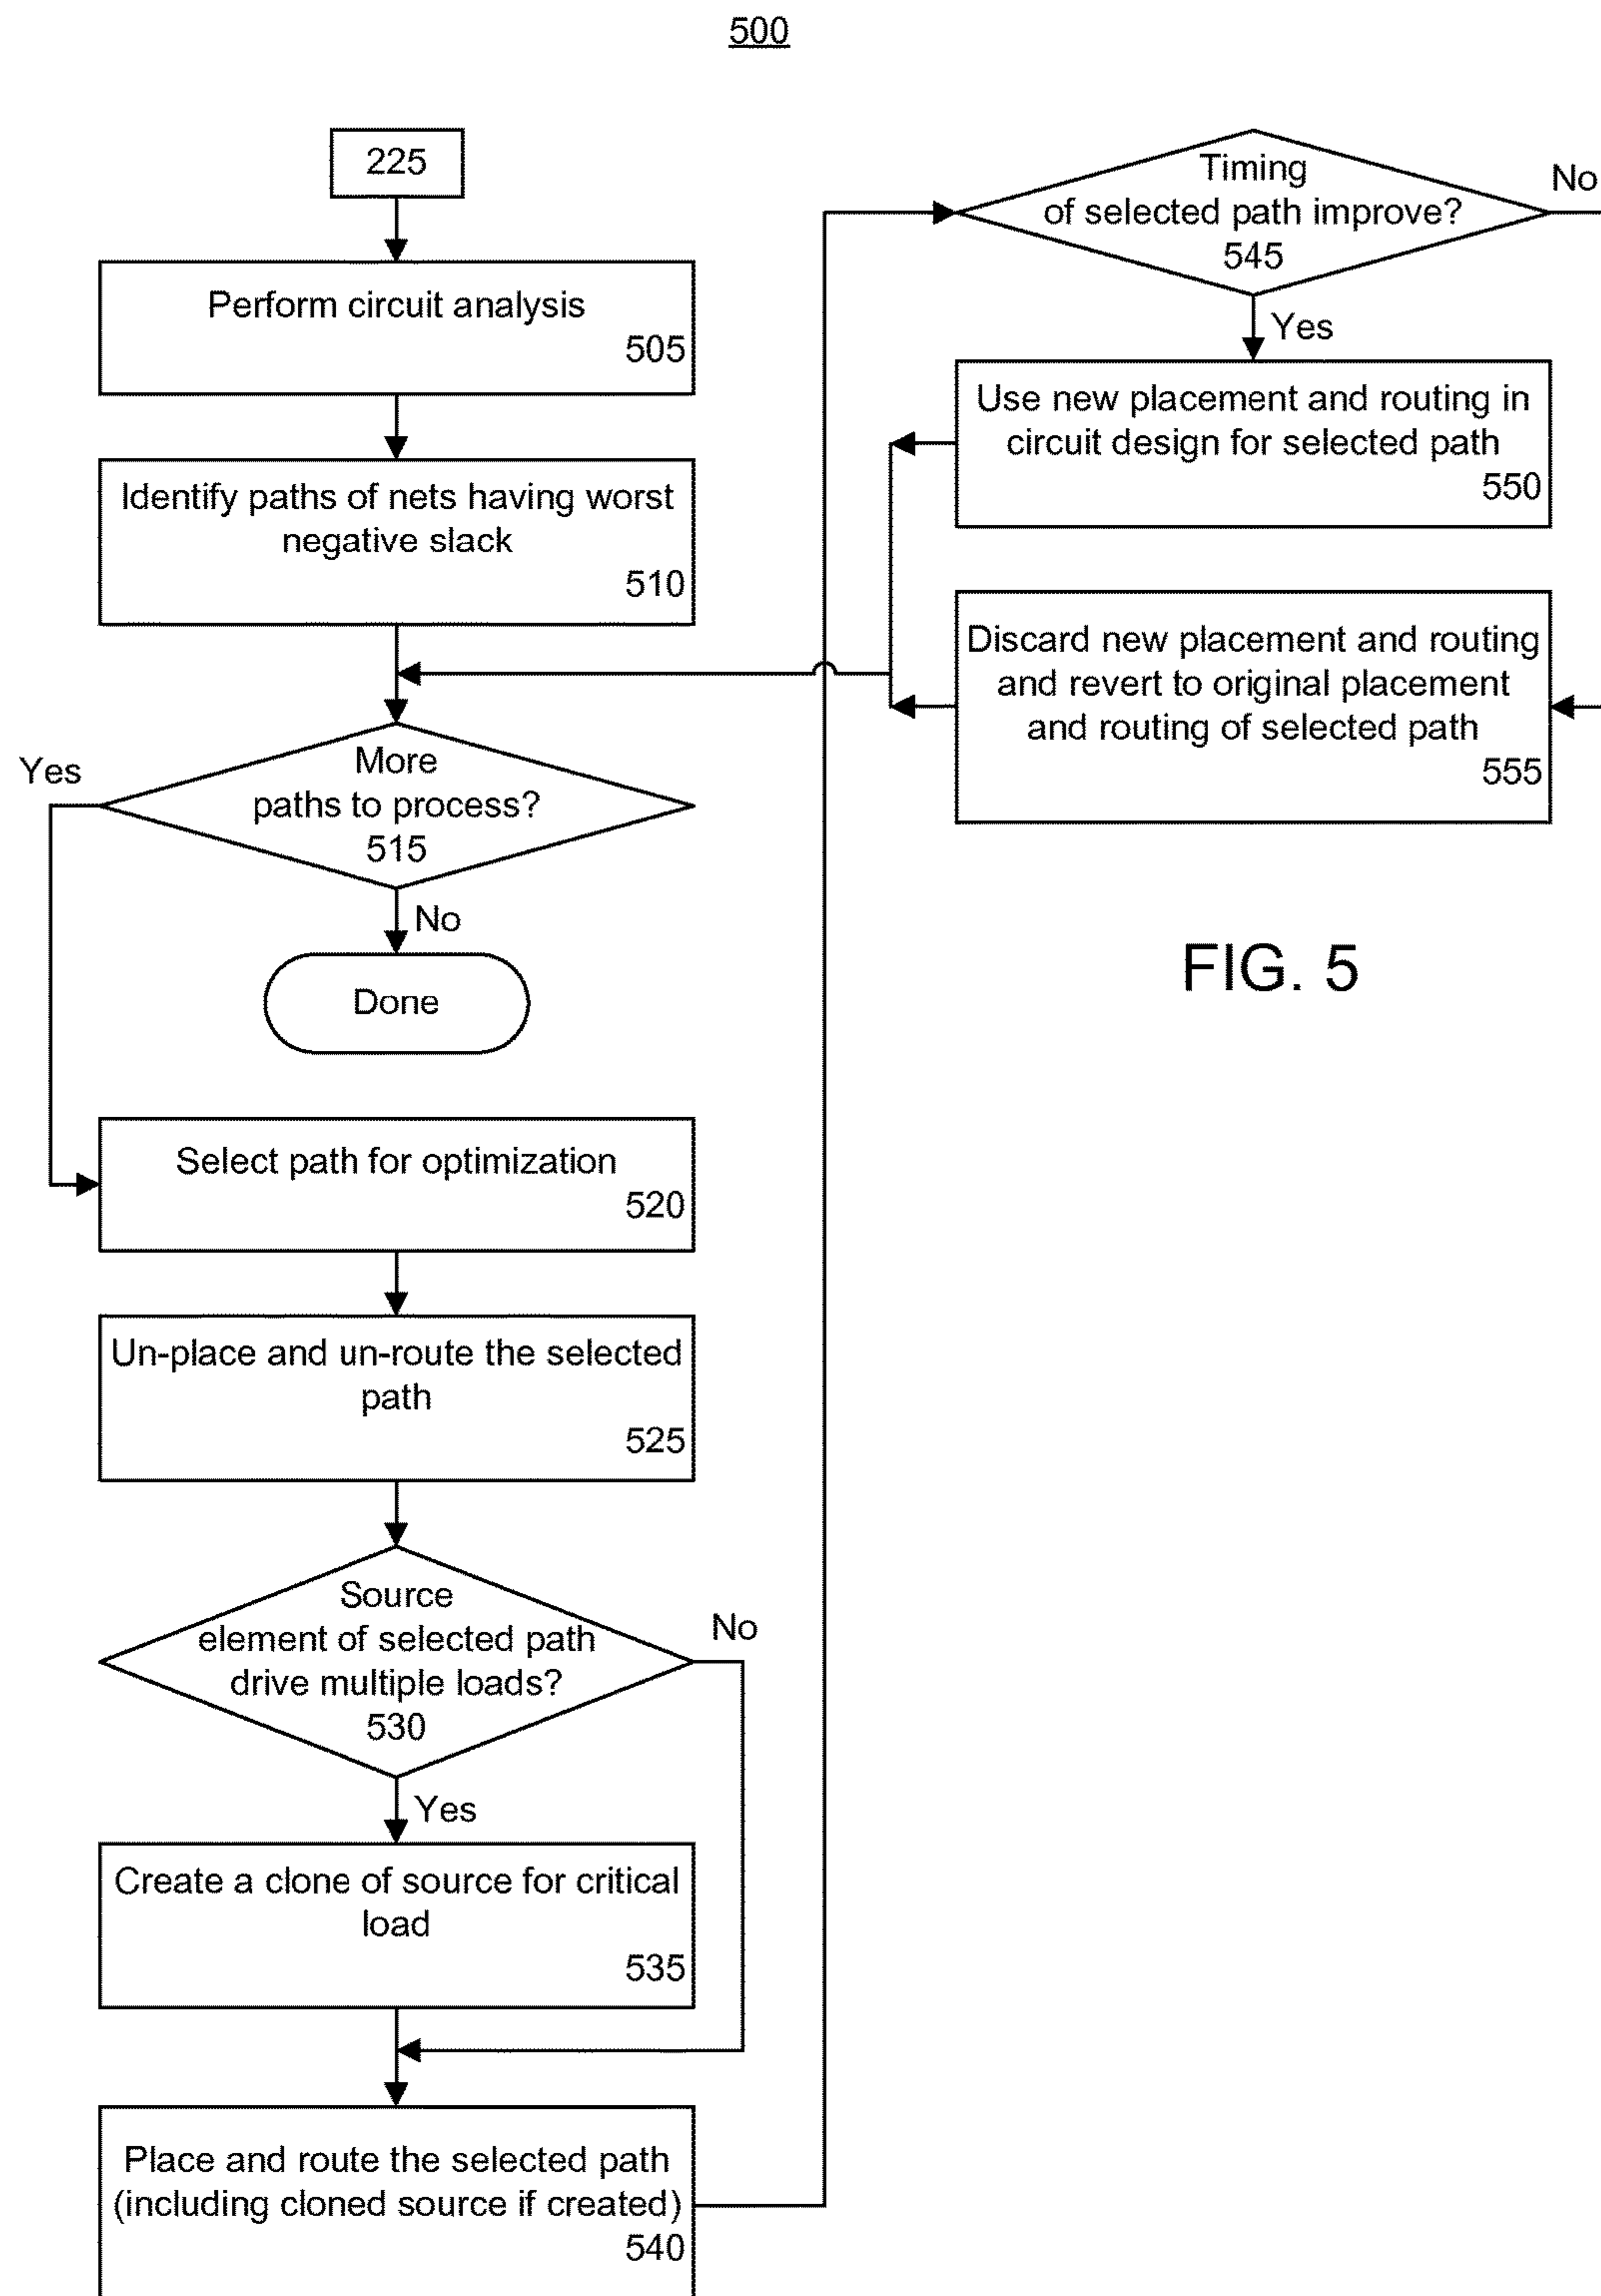 500
225
Perform circuit analysis
505
Identify paths of nets having worst
negative slack
510
More
paths to process?
515
Yes
No
Done
Select path for optimization
520
Un-place and un-route the selected
path
525
Source
element of selected path
drive multiple loads?
530
No
Yes
Create a clone of source for critical
load
535
Place and route the selected path
(including cloned source if created)
540
Timing
of selected path improve?
545
No
Yes
Use new placement and routing in
circuit design for selected path
550
Discard new placement and routing
and revert to original placement
and routing of selected path
555
FIG. 5